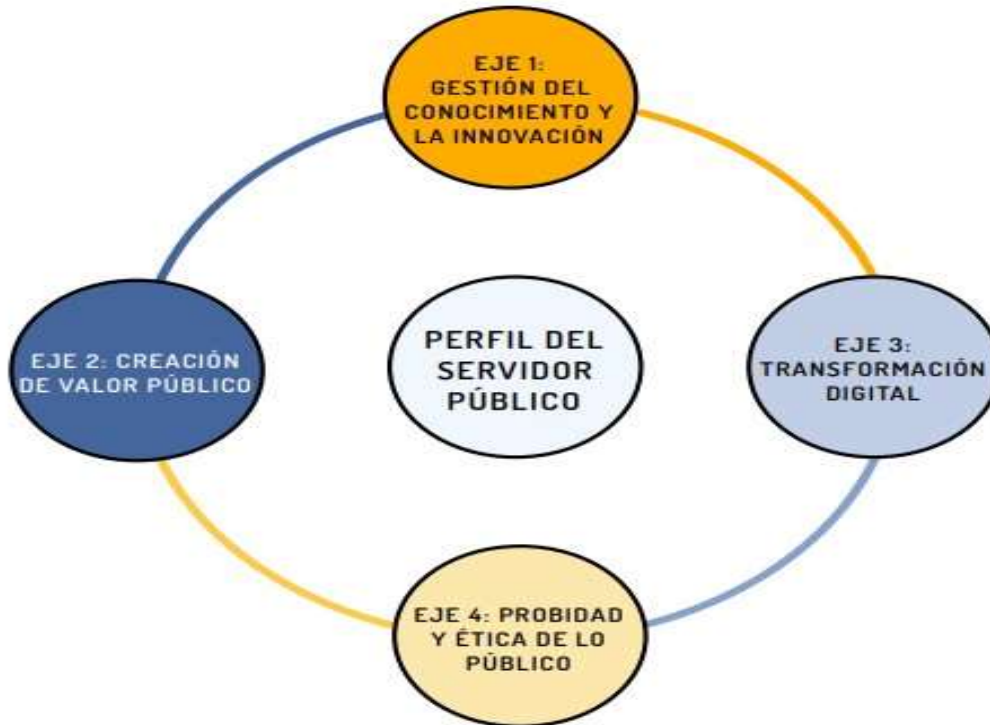 EJE 1:
GESTIÓN DEL
CONOCIMIENTO Y
LA INNOVACIÓN
EJE 2: CREACIÓN
DE VALOR PÚBLICO
PERFIL DEL
SERVIDOR
PÚBLICO
EJE 3:
TRANSFORMACIÓN
DIGITAL
EJE 4: PROBIDAD
Y ÉTICA DE LO
PÚBLICO